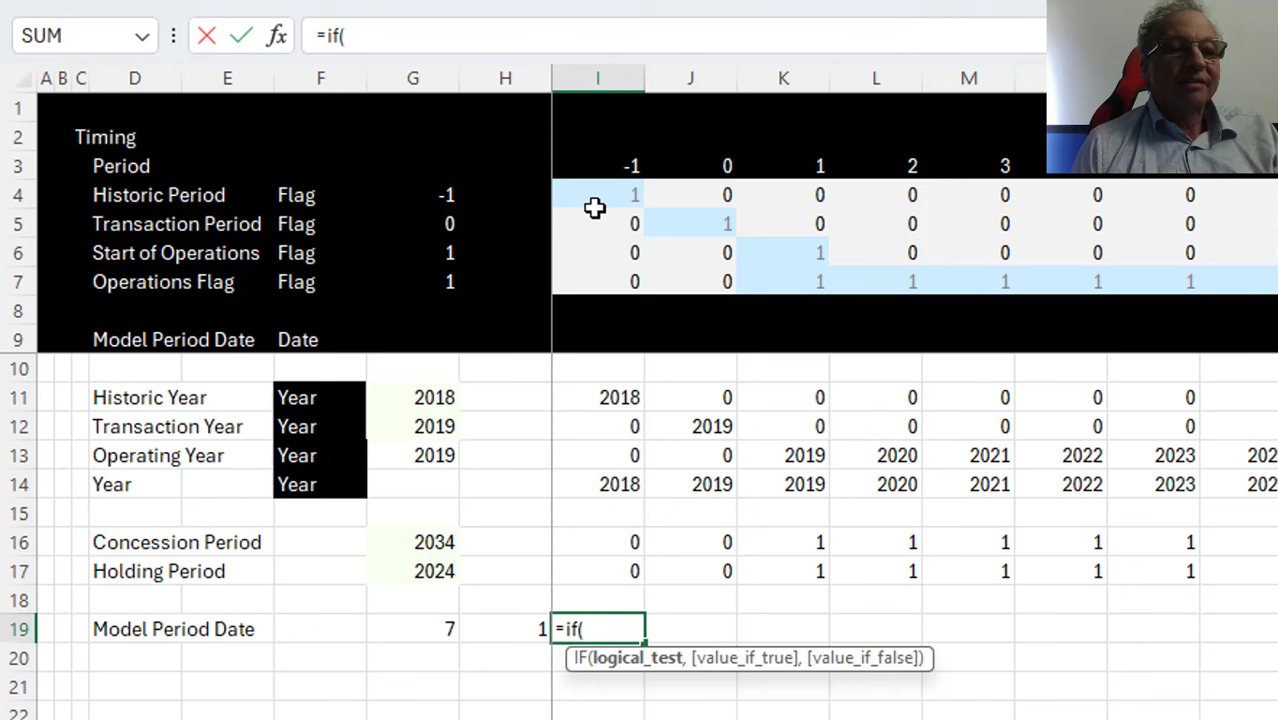 SUM =if(
A B C D E F G H I J K L M
1
2 Timing
3 Period -1 0 1 2 3
4 Historic Period Flag -1 1 0 0 0 0 0 0
5 Transaction Period Flag 0 0 1 0 0 0 0 0
6 Start of Operations Flag 1 0 0 1 0 0 0 0
7 Operations Flag Flag 1 0 0 1 1 1 1 1
8
9 Model Period Date Date
10
11 Historic Year Year 2018 2018 0 0 0 0 0 0
12 Transaction Year Year 2019 0 2019 0 0 0 0 0
13 Operating Year Year 2019 0 0 2019 2020 2021 2022 2023 202
14 Year Year 2018 2019 2019 2020 2021 2022 2023 202
15
16 Concession Period 2034 0 0 1 1 1 1 1
17 Holding Period 2024 0 0 1 1 1 1 1
18
19 Model Period Date 7 1 =if(
20 IF(logical_test, [value_if_true], [value_if_false])
21
22